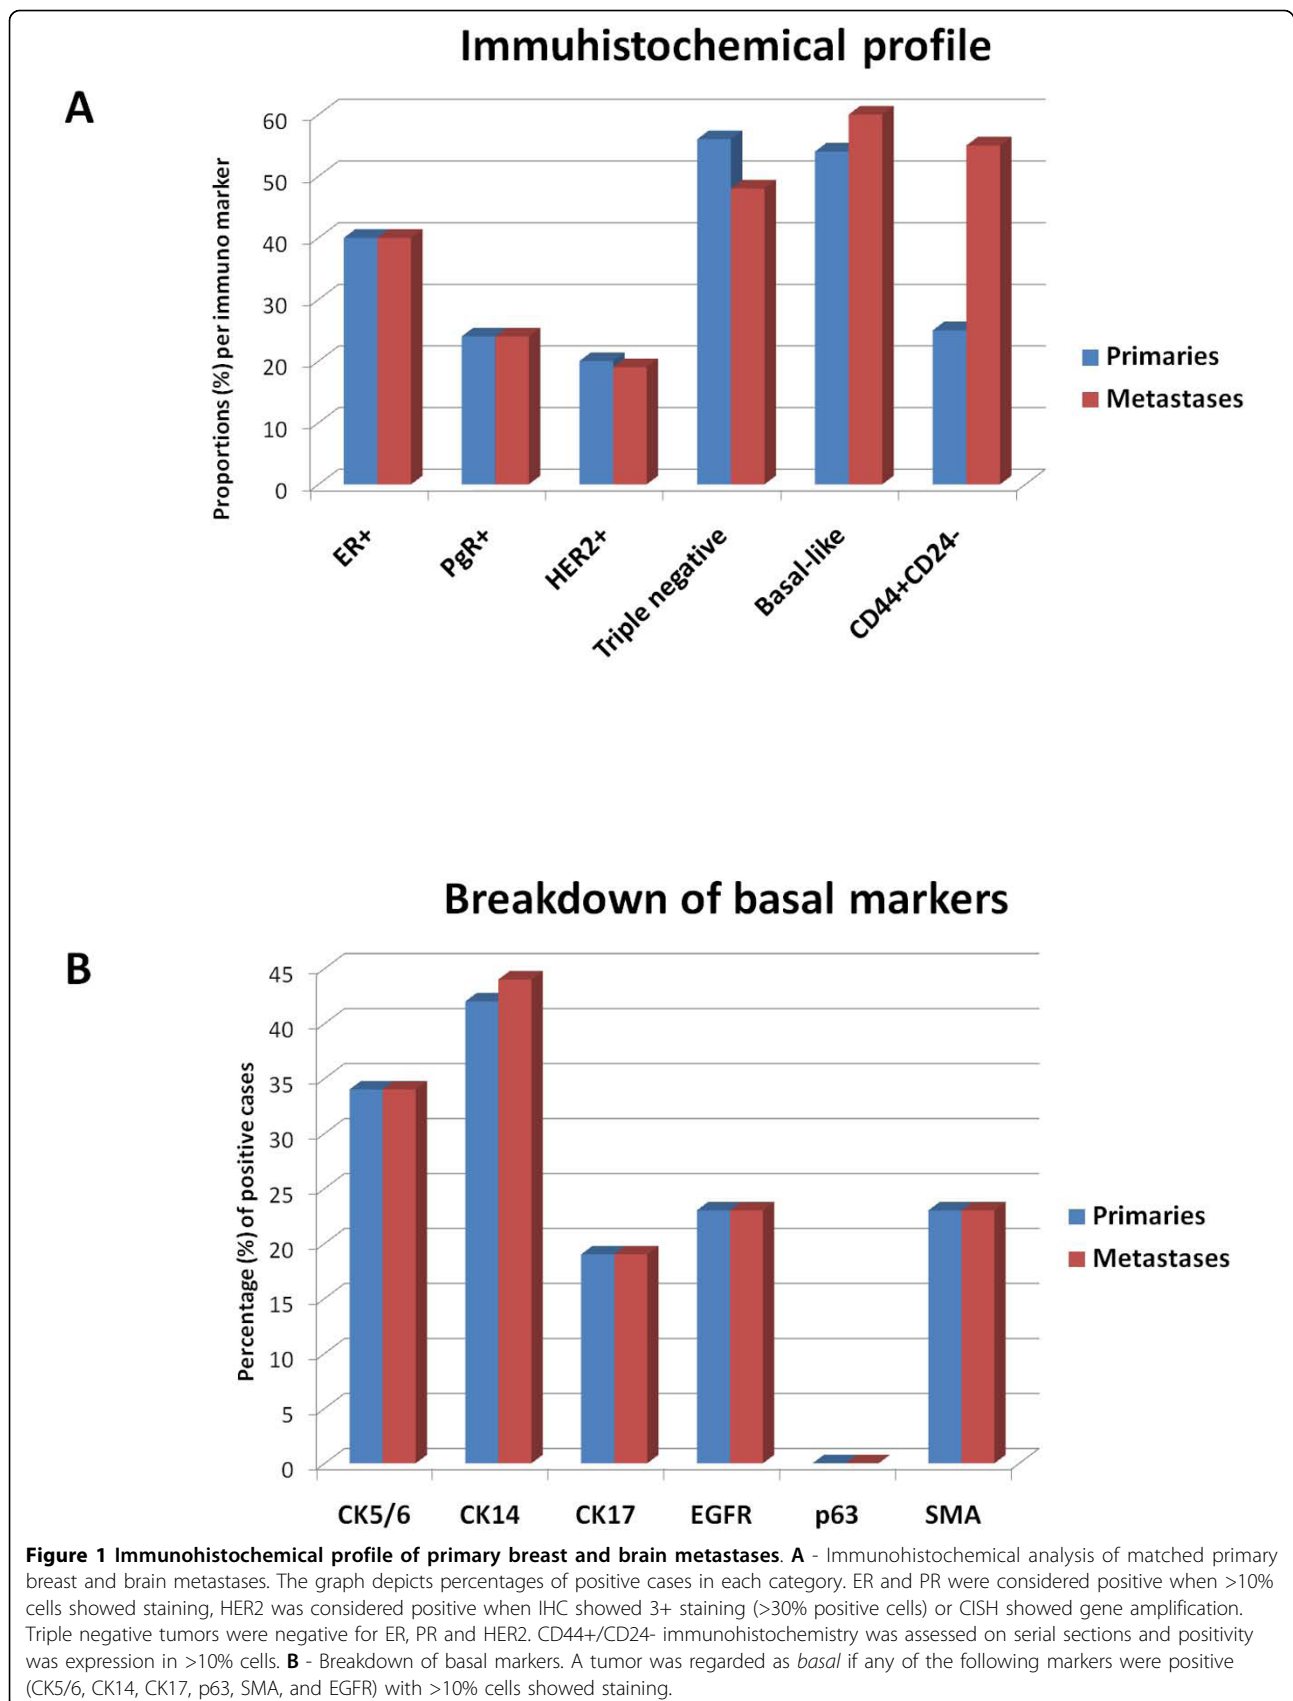 Immuhistochemical profile
A
Proportions (%) per immuno marker
60
50
40
30
20
10
0
ER+
PgR+
HER2+
Triple negative
Basal-like
CD44+CD24-
Primaries
Metastases
Breakdown of basal markers
B
Percentage (%) of positive cases
45
40
35
30
25
20
15
10
5
0
CK5/6
CK14
CK17
EGFR
p63
SMA
Primaries
Metastases
Figure 1 Immunohistochemical profile of primary breast and brain metastases. A - Immunohistochemical analysis of matched primary
breast and brain metastases. The graph depicts percentages of positive cases in each category. ER and PR were considered positive when >10%
cells showed staining, HER2 was considered positive when IHC showed 3+ staining (>30% positive cells) or CISH showed gene amplification.
Triple negative tumors were negative for ER, PR and HER2. CD44+/CD24- immunohistochemistry was assessed on serial sections and positivity
was expression in >10% cells. B - Breakdown of basal markers. A tumor was regarded as basal if any of the following markers were positive
(CK5/6, CK14, CK17, p63, SMA, and EGFR) with >10% cells showed staining.